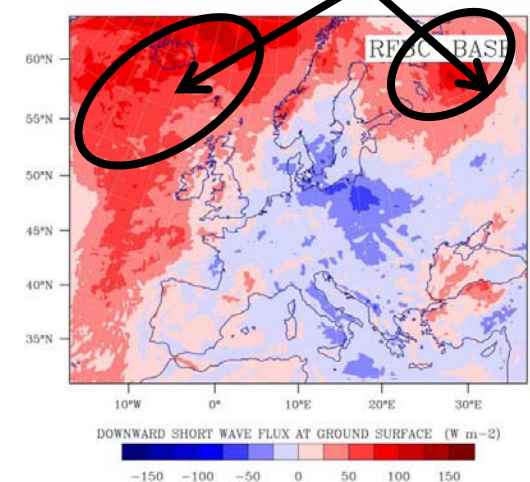 RFBC BASE
60°N
55°N
50°N
45°N
40°N
35°N
10°W 0° 10°E 20°E 30°E
DOWNWARD SHORT WAVE FLUX AT GROUND SURFACE (W m-2)
-150 -100 -50 0 50 100 150